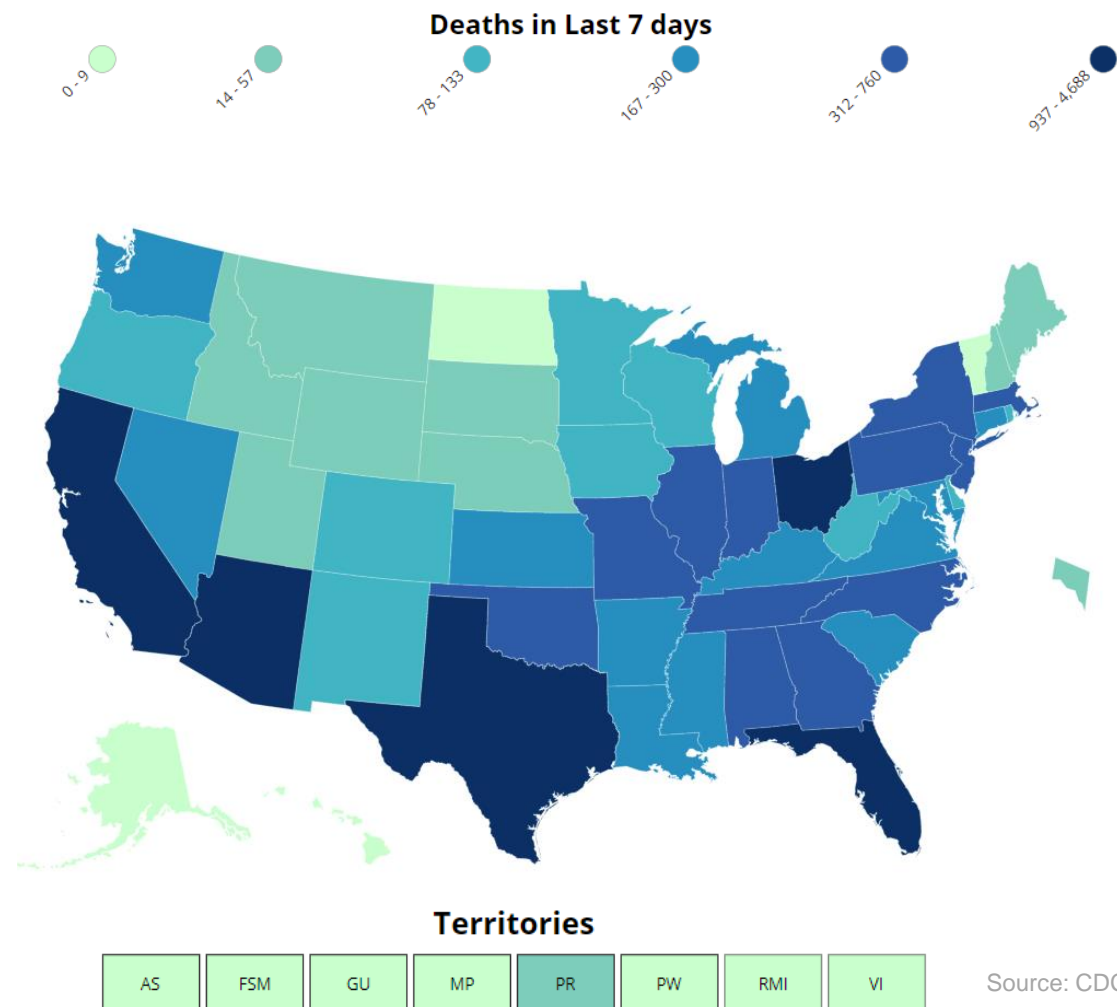 Deaths in Last 7 days
0 - 9
14 - 57
78 - 133
167 - 300
312 - 760
937 - 4,688
Territories
AS FSM GU MP PR PW RMI VI
Source: CDC